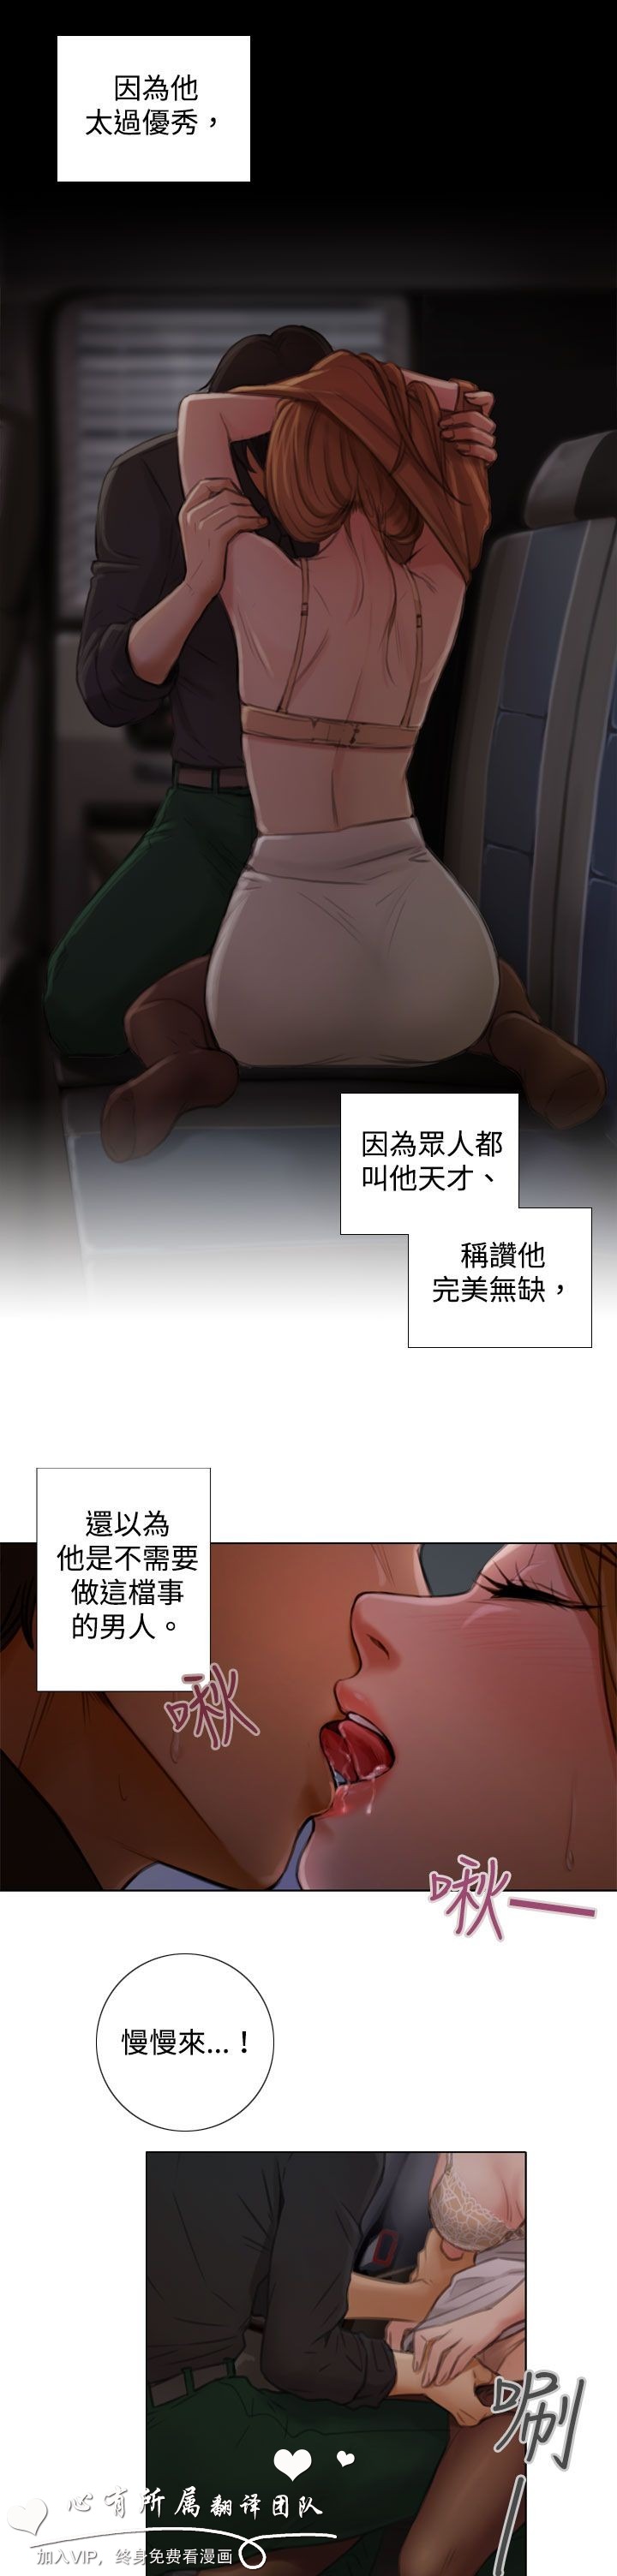 因為他
太過優秀，
因為眾人都
叫他天才、
稱讚他
完美無缺，
還以為
他是不需要
做這檔事
的男人。
啾
啾一
慢慢來...！
唰
心有所属翻译团队
加入VIP，终身免费看漫画